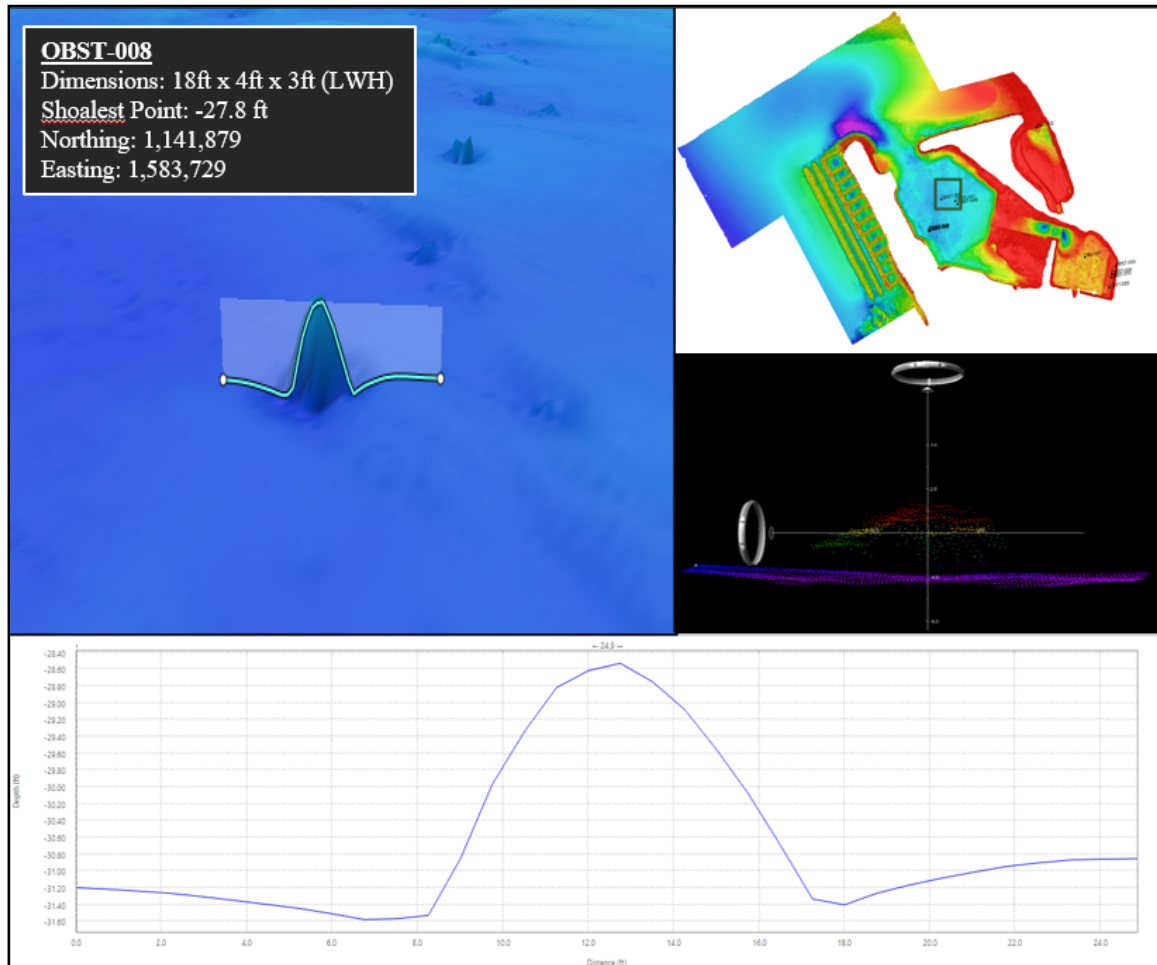 OBST-008
Dimensions: 18ft x 4ft x 3ft (LWH)
Shoalest Point: -27.8 ft
Northing: 1,141,879
Easting: 1,583,729
← 24.9 →
-28.40
-28.60
-28.80
-29.00
-29.20
-29.40
-29.60
-29.80
-30.00
-30.20
-30.40
-30.60
-30.80
-31.00
-31.20
-31.40
-31.60
Depth (ft)
0.0 2.0 4.0 6.0 8.0 10.0 12.0 14.0 16.0 18.0 20.0 22.0 24.0
Distance (ft)